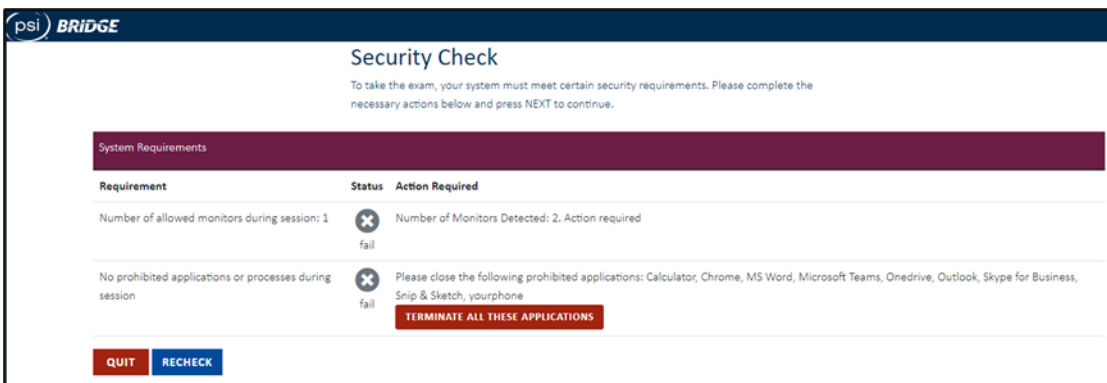 psi BRIDGE
Security Check
To take the exam, your system must meet certain security requirements. Please complete the
necessary actions below and press NEXT to continue.
System Requirements
Requirement Status Action Required
Number of allowed monitors during session: 1 fail Number of Monitors Detected: 2. Action required
No prohibited applications or processes during
session
fail
Please close the following prohibited applications: Calculator, Chrome, MS Word, Microsoft Teams, Onedrive, Outlook, Skype for Business,
Snip & Sketch, yourphone
TERMINATE ALL THESE APPLICATIONS
QUIT RECHECK